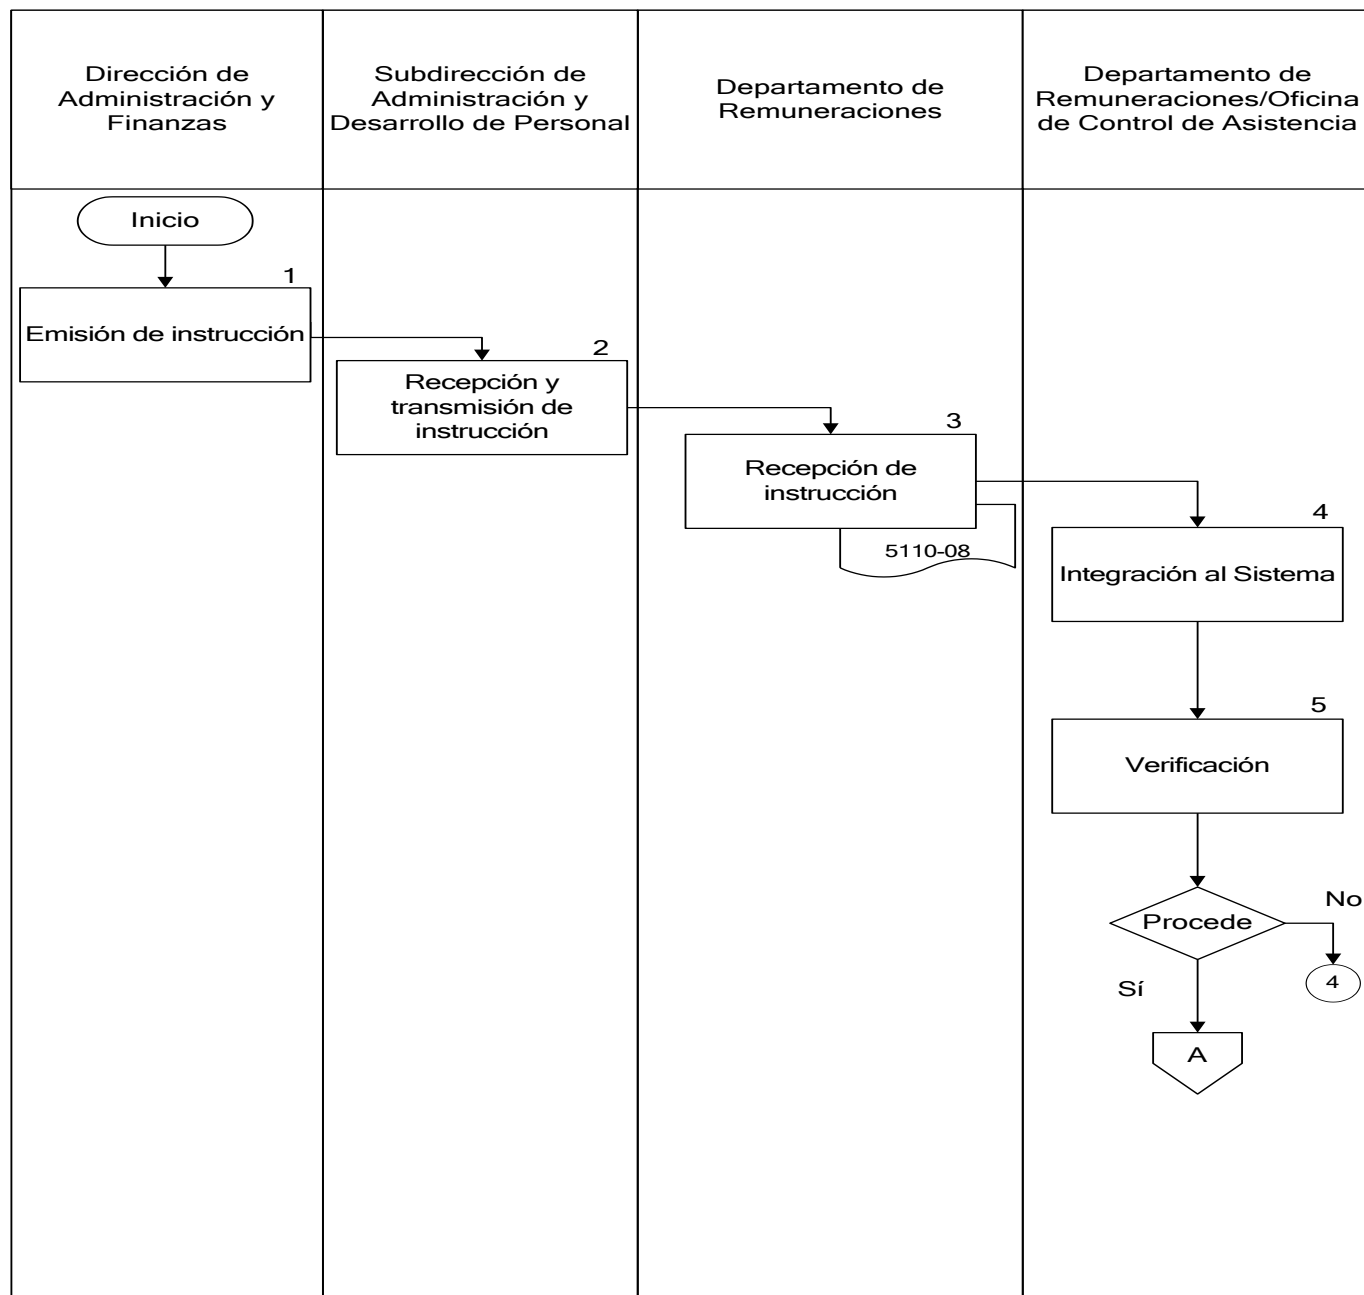 Dirección de
Administración y
Finanzas
Subdirección de
Administración y
Desarrollo de Personal
Departamento de
Remuneraciones
Departamento de
Remuneraciones/Oficina
de Control de Asistencia
Inicio
1
Emisión de instrucción
2
Recepción y
transmisión de
instrucción
3
Recepción de
instrucción
5110-08
4
Integración al Sistema
5
Verificación
Procede
No
4
Sí
A